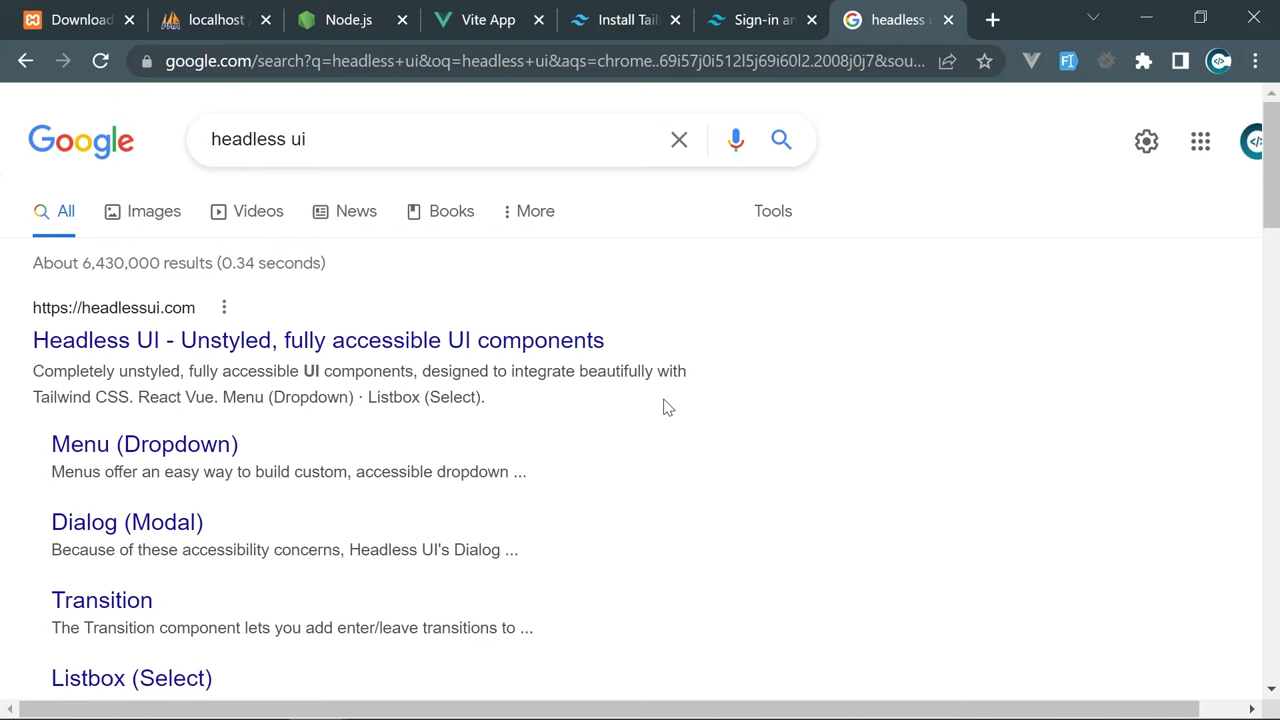 Download
localhost
Node.js
Vite App
Install Tail
Sign-in an
headless u
google.com/search?q=headless+ui&oq=headless+ui&aqs=chrome..69i57j0i512l5j69i60l2.2008j0j7&sou...
Google
headless ui
All
Images
Videos
News
Books
More
Tools
About 6,430,000 results (0.34 seconds)
https://headlessui.com
Headless UI - Unstyled, fully accessible UI components
Completely unstyled, fully accessible UI components, designed to integrate beautifully with
Tailwind CSS. React Vue. Menu (Dropdown) · Listbox (Select).
Menu (Dropdown)
Menus offer an easy way to build custom, accessible dropdown ...
Dialog (Modal)
Because of these accessibility concerns, Headless UI's Dialog ...
Transition
The Transition component lets you add enter/leave transitions to ...
Listbox (Select)